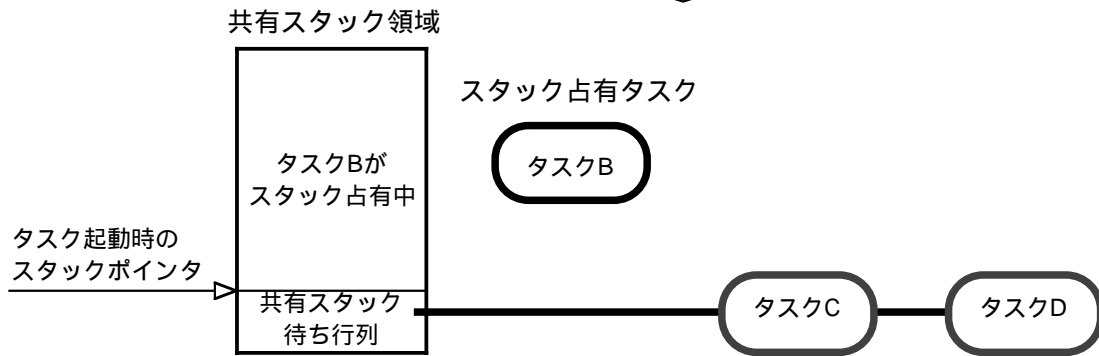 共有スタック領域
スタック占有タスク
タスクBが
スタック占有中
タスクB
タスク起動時の
スタックポインタ
共有スタック
待ち行列
タスクC
タスクD